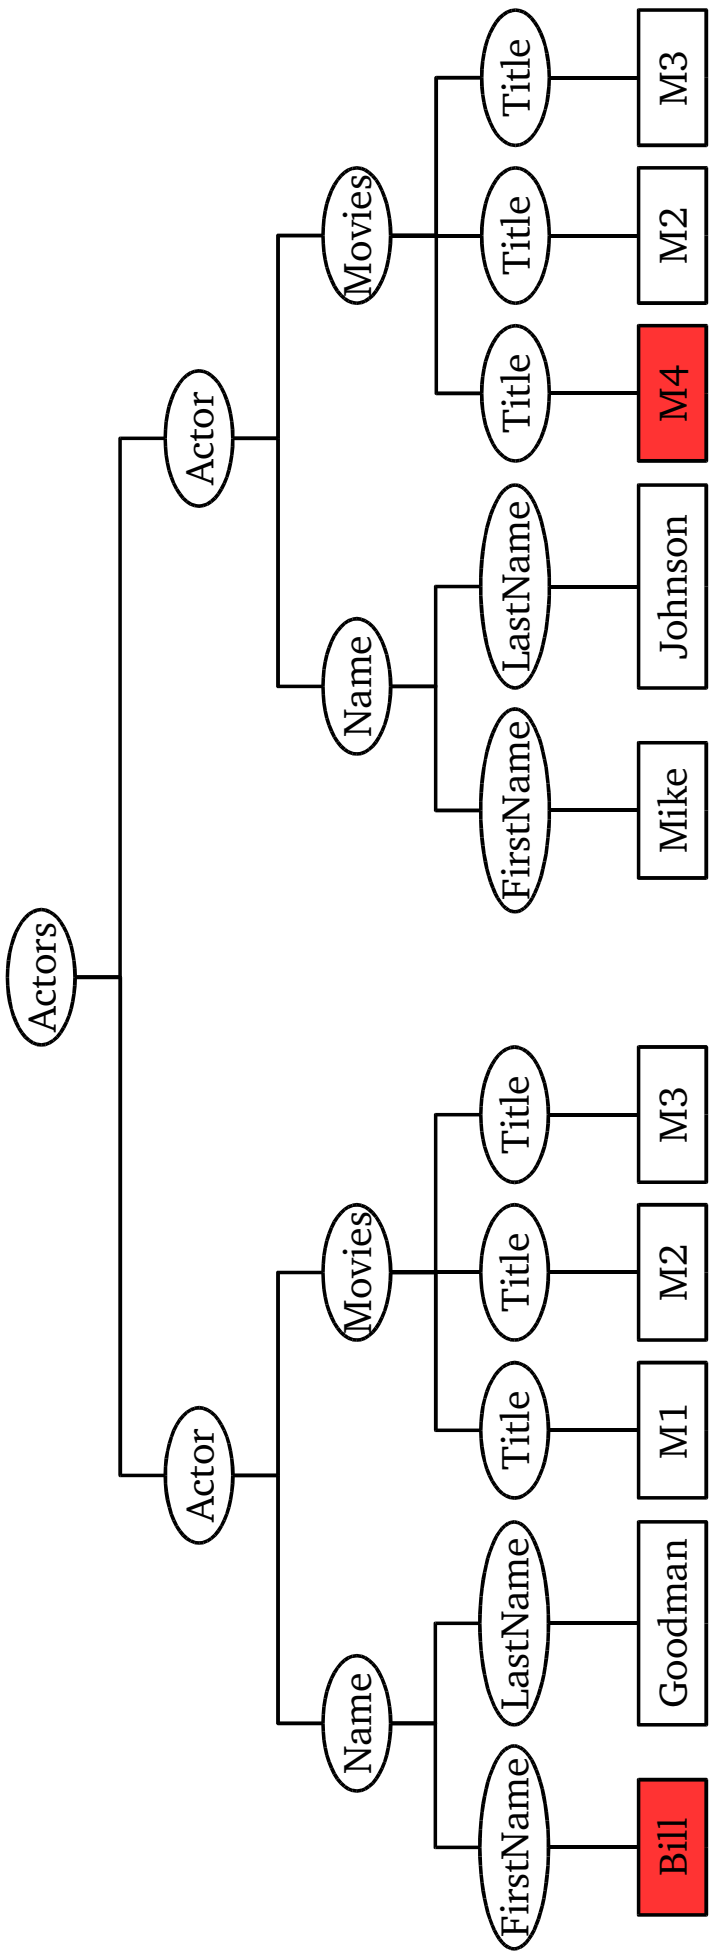 Actors
Actor
Actor
Name
Movies
Name
Movies
FirstName
LastName
Title
Title
Title
FirstName
LastName
Title
Title
Title
Bill
Goodman
M1
M2
M3
Mike
Johnson
M4
M2
M3